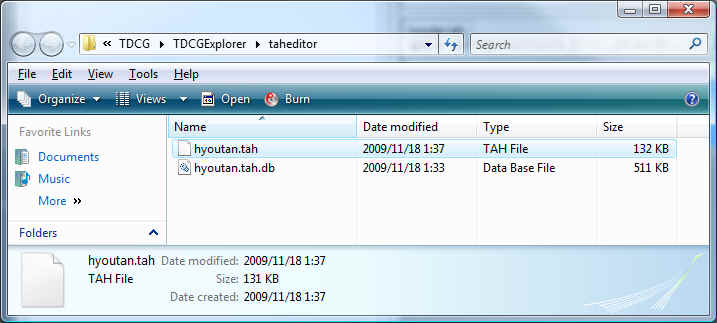 « TDCG ▸ TDCGExplorer ▸ taheditor Search
File Edit View Tools Help
Organize Views Open Burn
Favorite Links
Documents
Music
More »
Folders
Name Date modified Type Size
hyoutan.tah 2009/11/18 1:37 TAH File 132 KB
hyoutan.tah.db 2009/11/18 1:33 Data Base File 511 KB
hyoutan.tah Date modified: 2009/11/18 1:37
TAH File Size: 131 KB
Date created: 2009/11/18 1:37